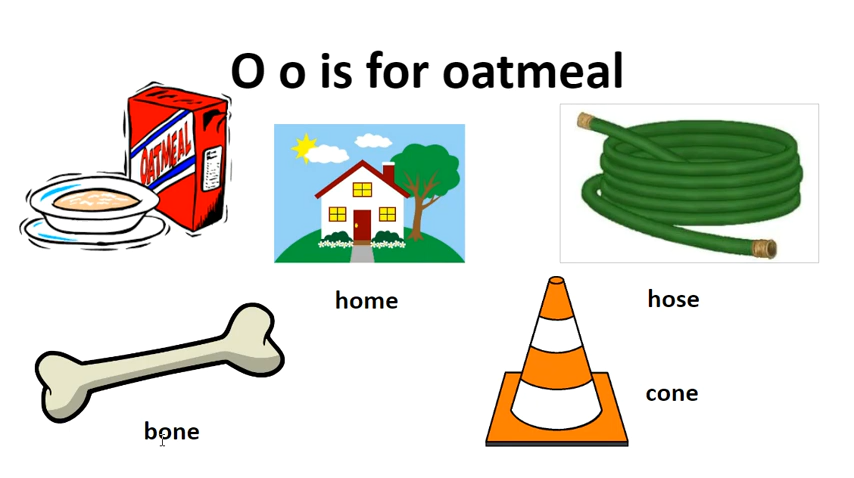 O o is for oatmeal
OATMEAL
home
hose
cone
bone